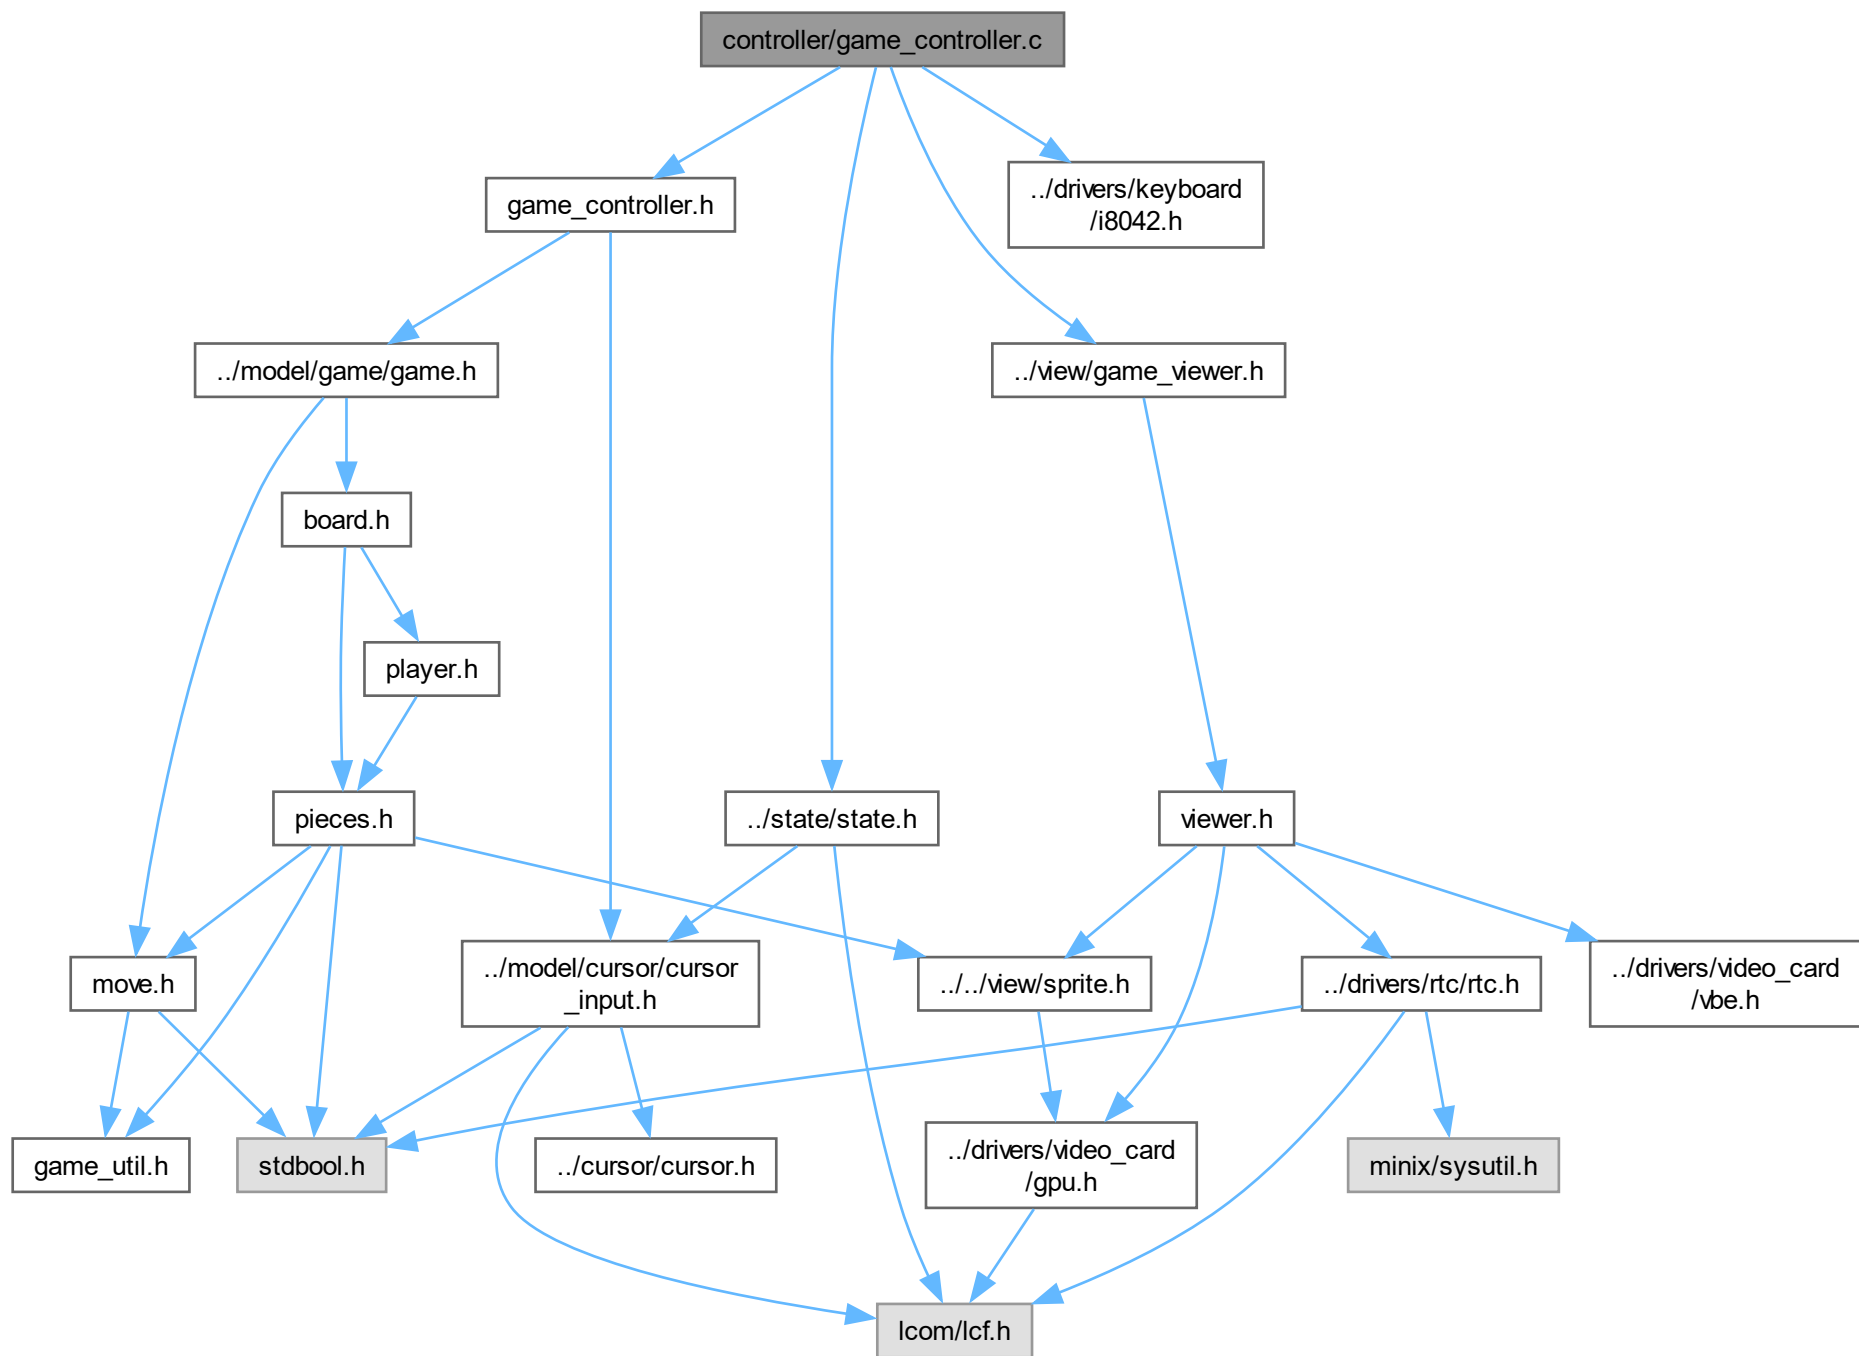 controller/game_controller.c
../drivers/keyboard
/i8042.h
game_controller.h
../model/game/game.h
../view/game_viewer.h
board.h
player.h
pieces.h
../state/state.h
viewer.h
move.h
../model/cursor/cursor
_input.h
../../view/sprite.h
../drivers/rtc/rtc.h
../drivers/video_card
/vbe.h
game_util.h
stdbool.h
../cursor/cursor.h
../drivers/video_card
/gpu.h
minix/sysutil.h
lcom/lcf.h